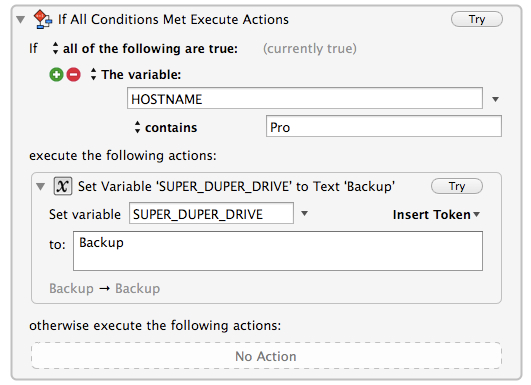 If All Conditions Met Execute Actions Try
If all of the following are true: (currently true)
The variable:
HOSTNAME
contains Pro
execute the following actions:
X Set Variable 'SUPER_DUPER_DRIVE' to Text 'Backup' Try
Set variable SUPER_DUPER_DRIVE Insert Token
to: Backup
Backup → Backup
otherwise execute the following actions:
No Action